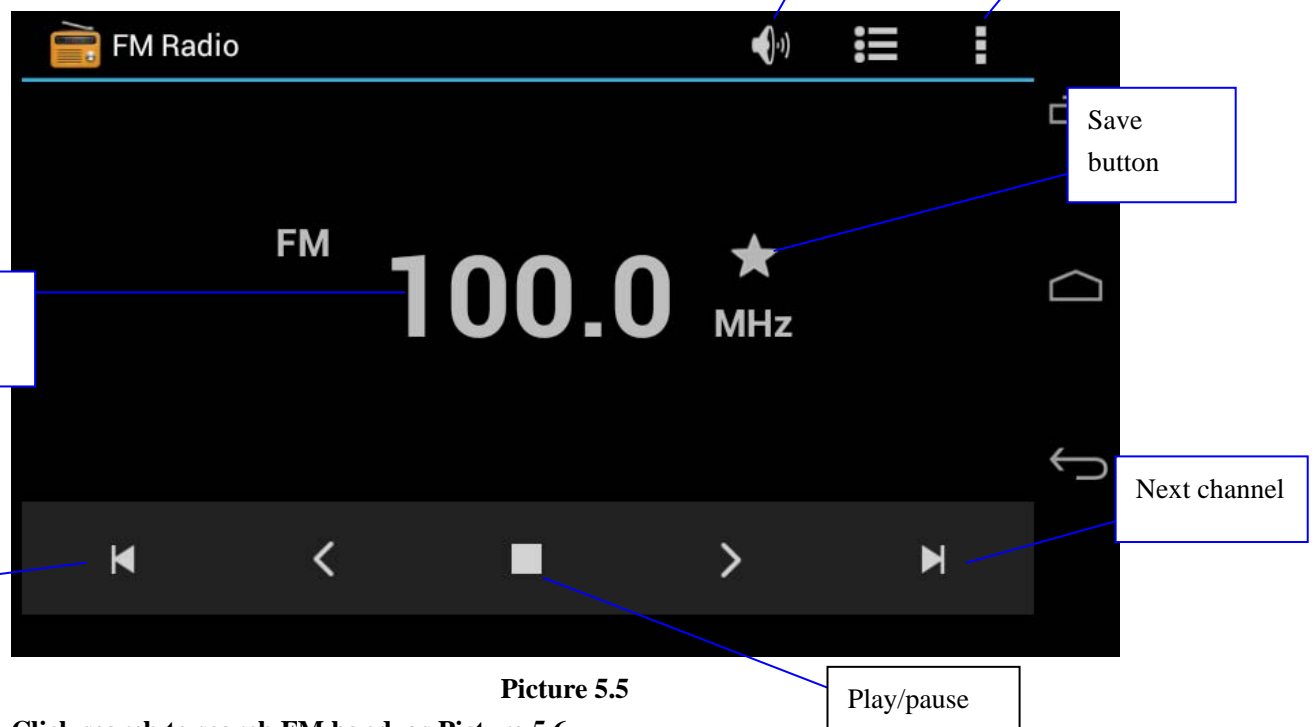 FM Radio
Save
button
FM
100.0
MHz
Next channel
Picture 5.5
Play/pause